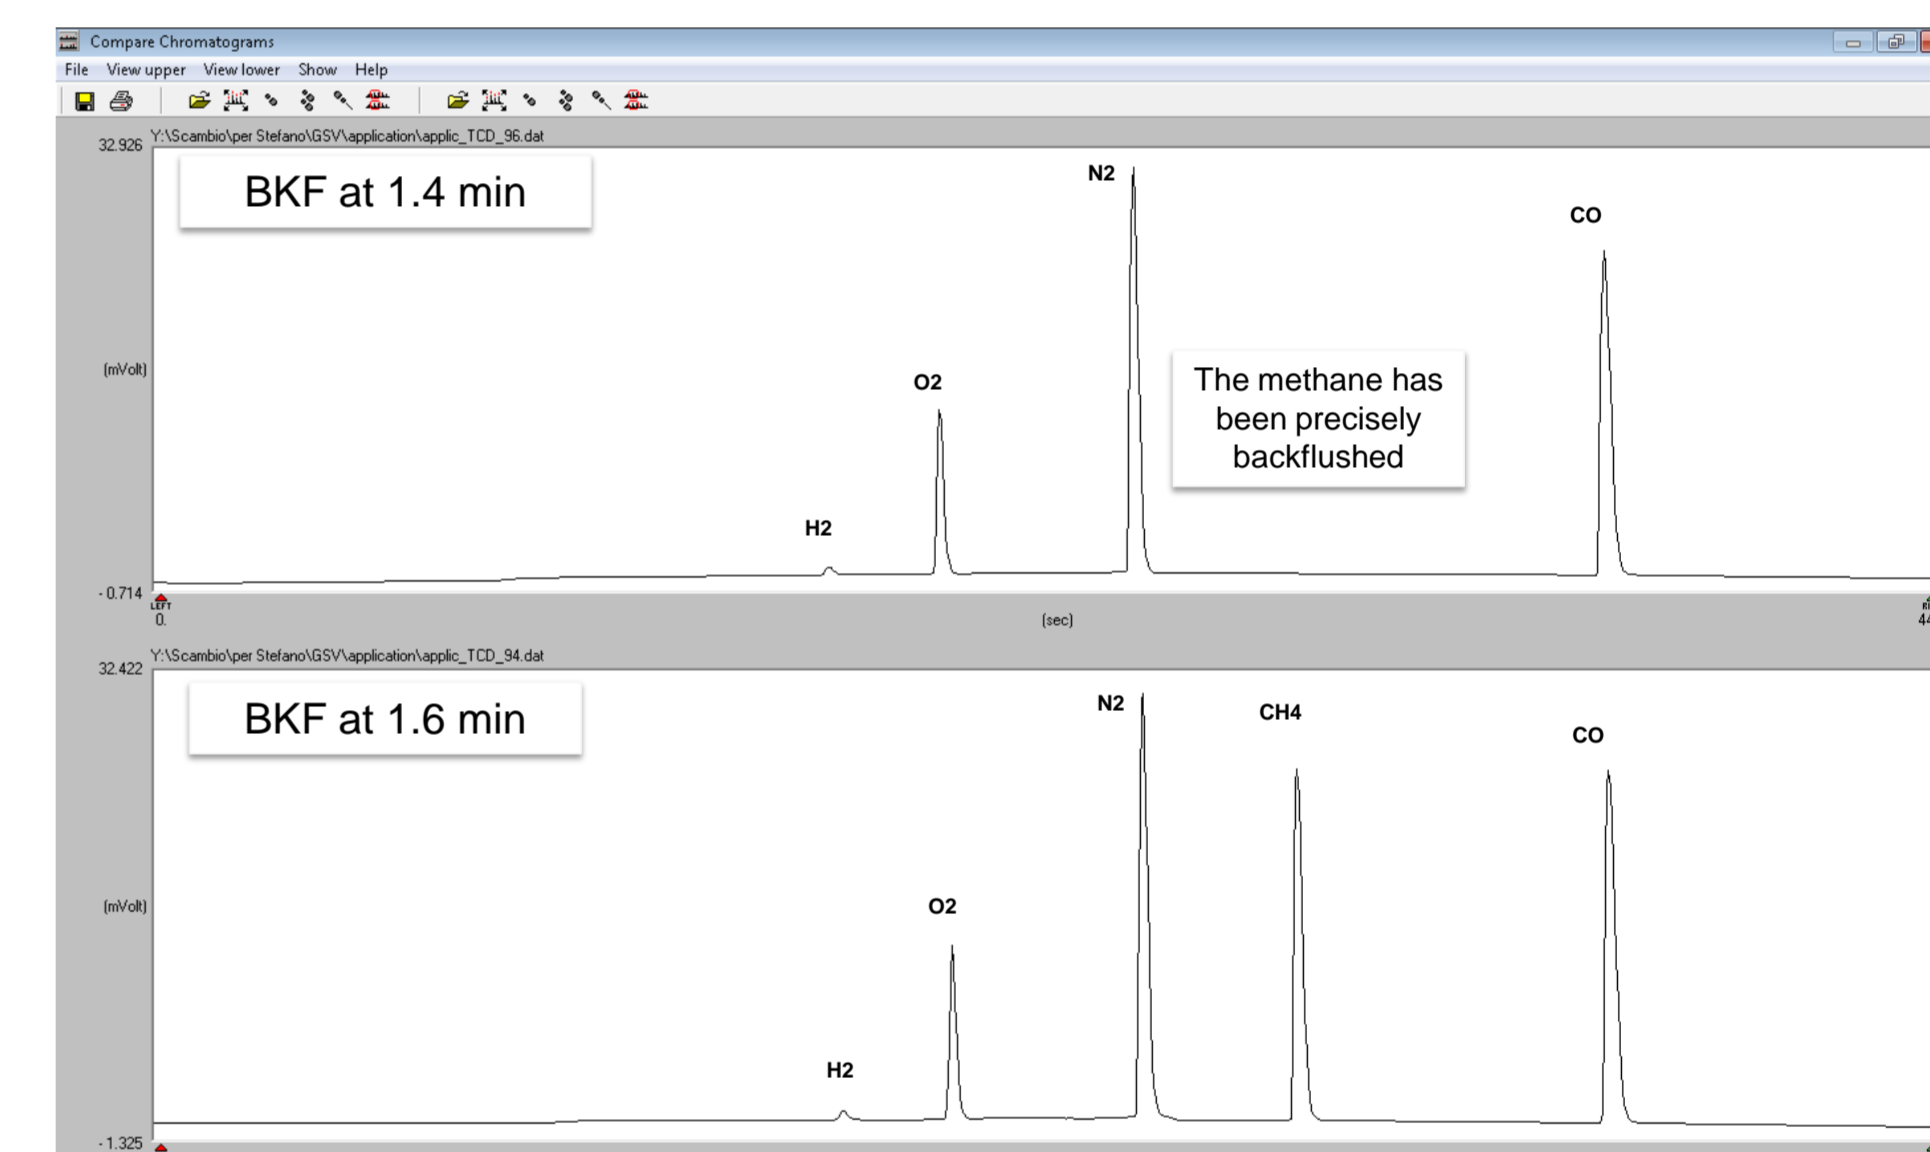 Compare Chromatograms
File View upper View lower Show Help
Y:\Scambio\per Stefano\GSV\application\applic_TCD_96.dat
32.926
BKF at 1.4 min
N2
CO
(mVolt)
O2
The methane has
been precisely
backflushed
H2
-0.714
LEFT
0.
(sec)
44
Y:\Scambio\per Stefano\GSV\application\applic_TCD_94.dat
32.422
BKF at 1.6 min
N2
CH4
CO
(mVolt)
O2
H2
-1.325